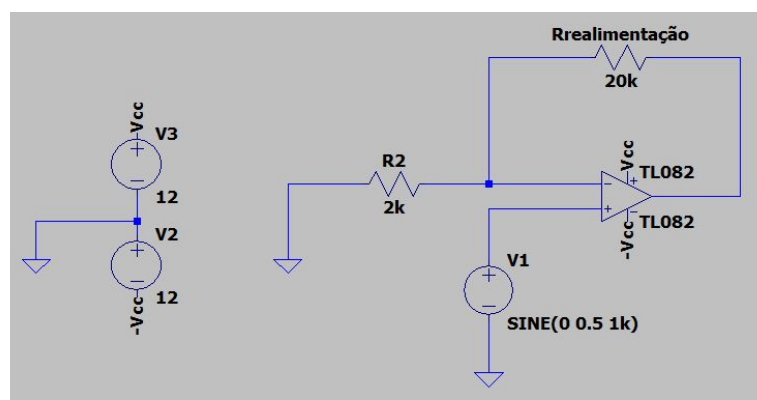 Rrealimentação
20k
-Vcc
V3
12
V2
12
-Vcc
R2
2k
Vcc
TL082
TL082
-Vcc
V1
SINE(0 0.5 1k)